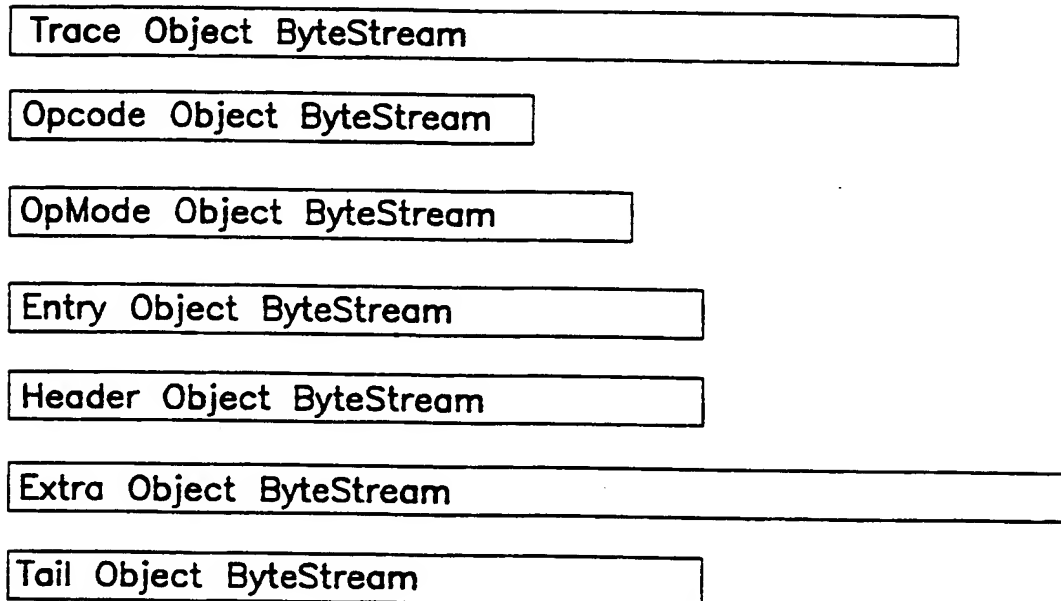 Trace Object ByteStream
Opcode Object ByteStream
OpMode Object ByteStream
Entry Object ByteStream
Header Object ByteStream
Extra Object ByteStream
Tail Object ByteStream